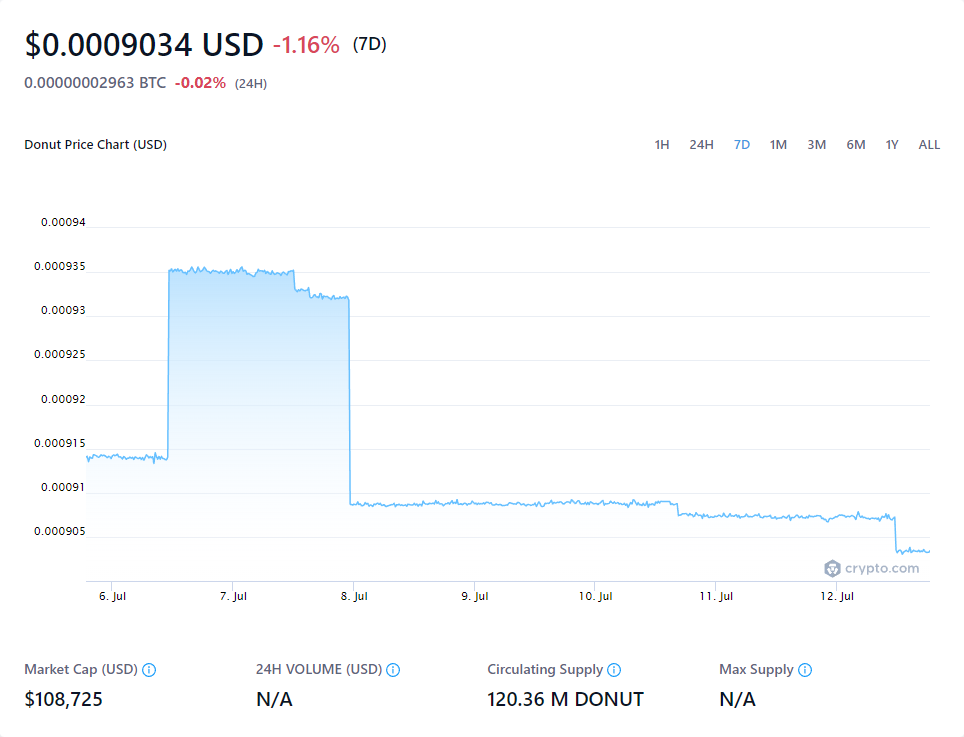 $0.0009034 USD -1.16% (7D)
0.00000002963 BTC -0.02% (24H)
Donut Price Chart (USD) 1H 24H 7D 1M 3M 6M 1Y ALL
0.00094
0.000935
0.00093
0.000925
0.00092
0.000915
0.00091
0.000905
crypto.com
6. Jul 7. Jul 8. Jul 9. Jul 10. Jul 11. Jul 12. Jul
Market Cap (USD) 24H VOLUME (USD) Circulating Supply Max Supply
$108,725 N/A 120.36 M DONUT N/A